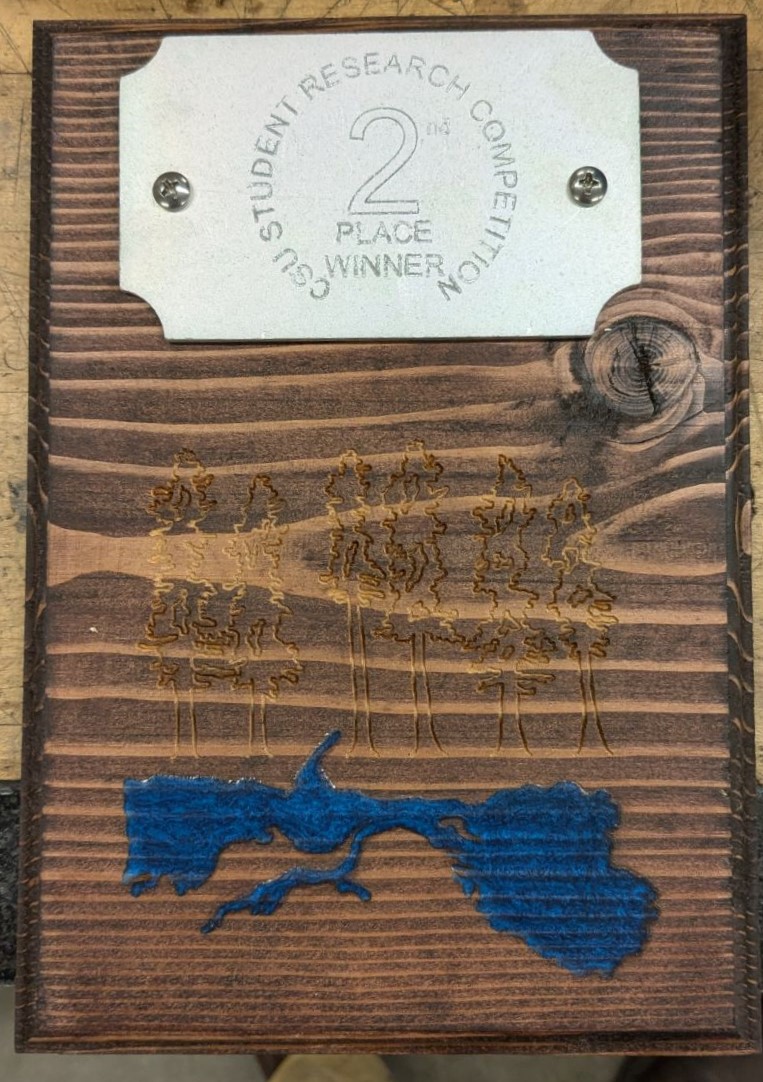 CSU STUDENT RESEARCH COMPETITION
2nd
PLACE
WINNER